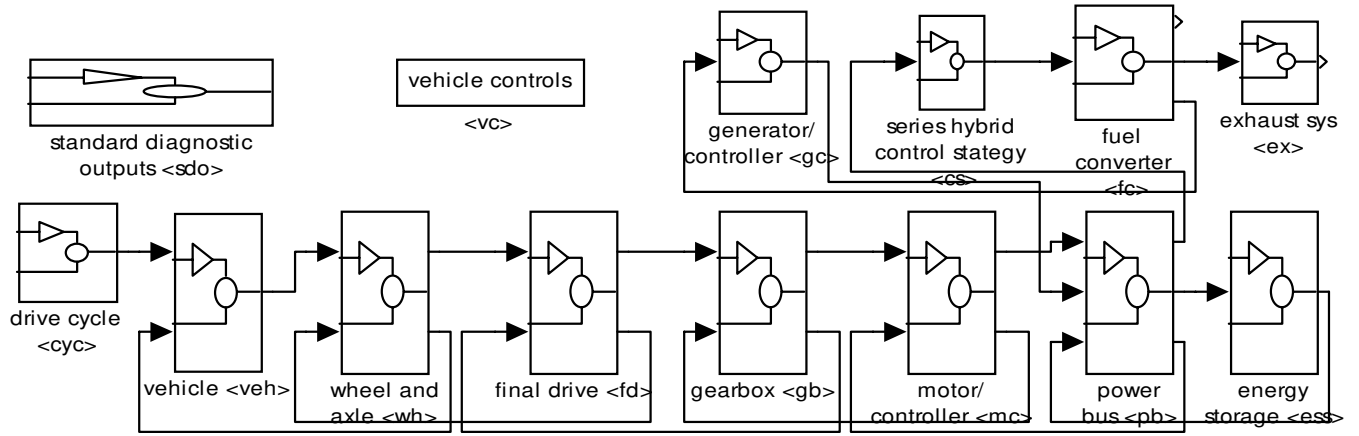 standard diagnostic
outputs <sdo>
vehicle controls
<vc>
generator/
controller <gc>
series hybrid
control stategy
<cs>
fuel
converter
<fc>
exhaust sys
<ex>
drive cycle
<cyc>
vehicle <veh>
wheel and
axle <wh>
final drive <fd>
gearbox <gb>
motor/
controller <mc>
power
bus <pb>
energy
storage <ess>